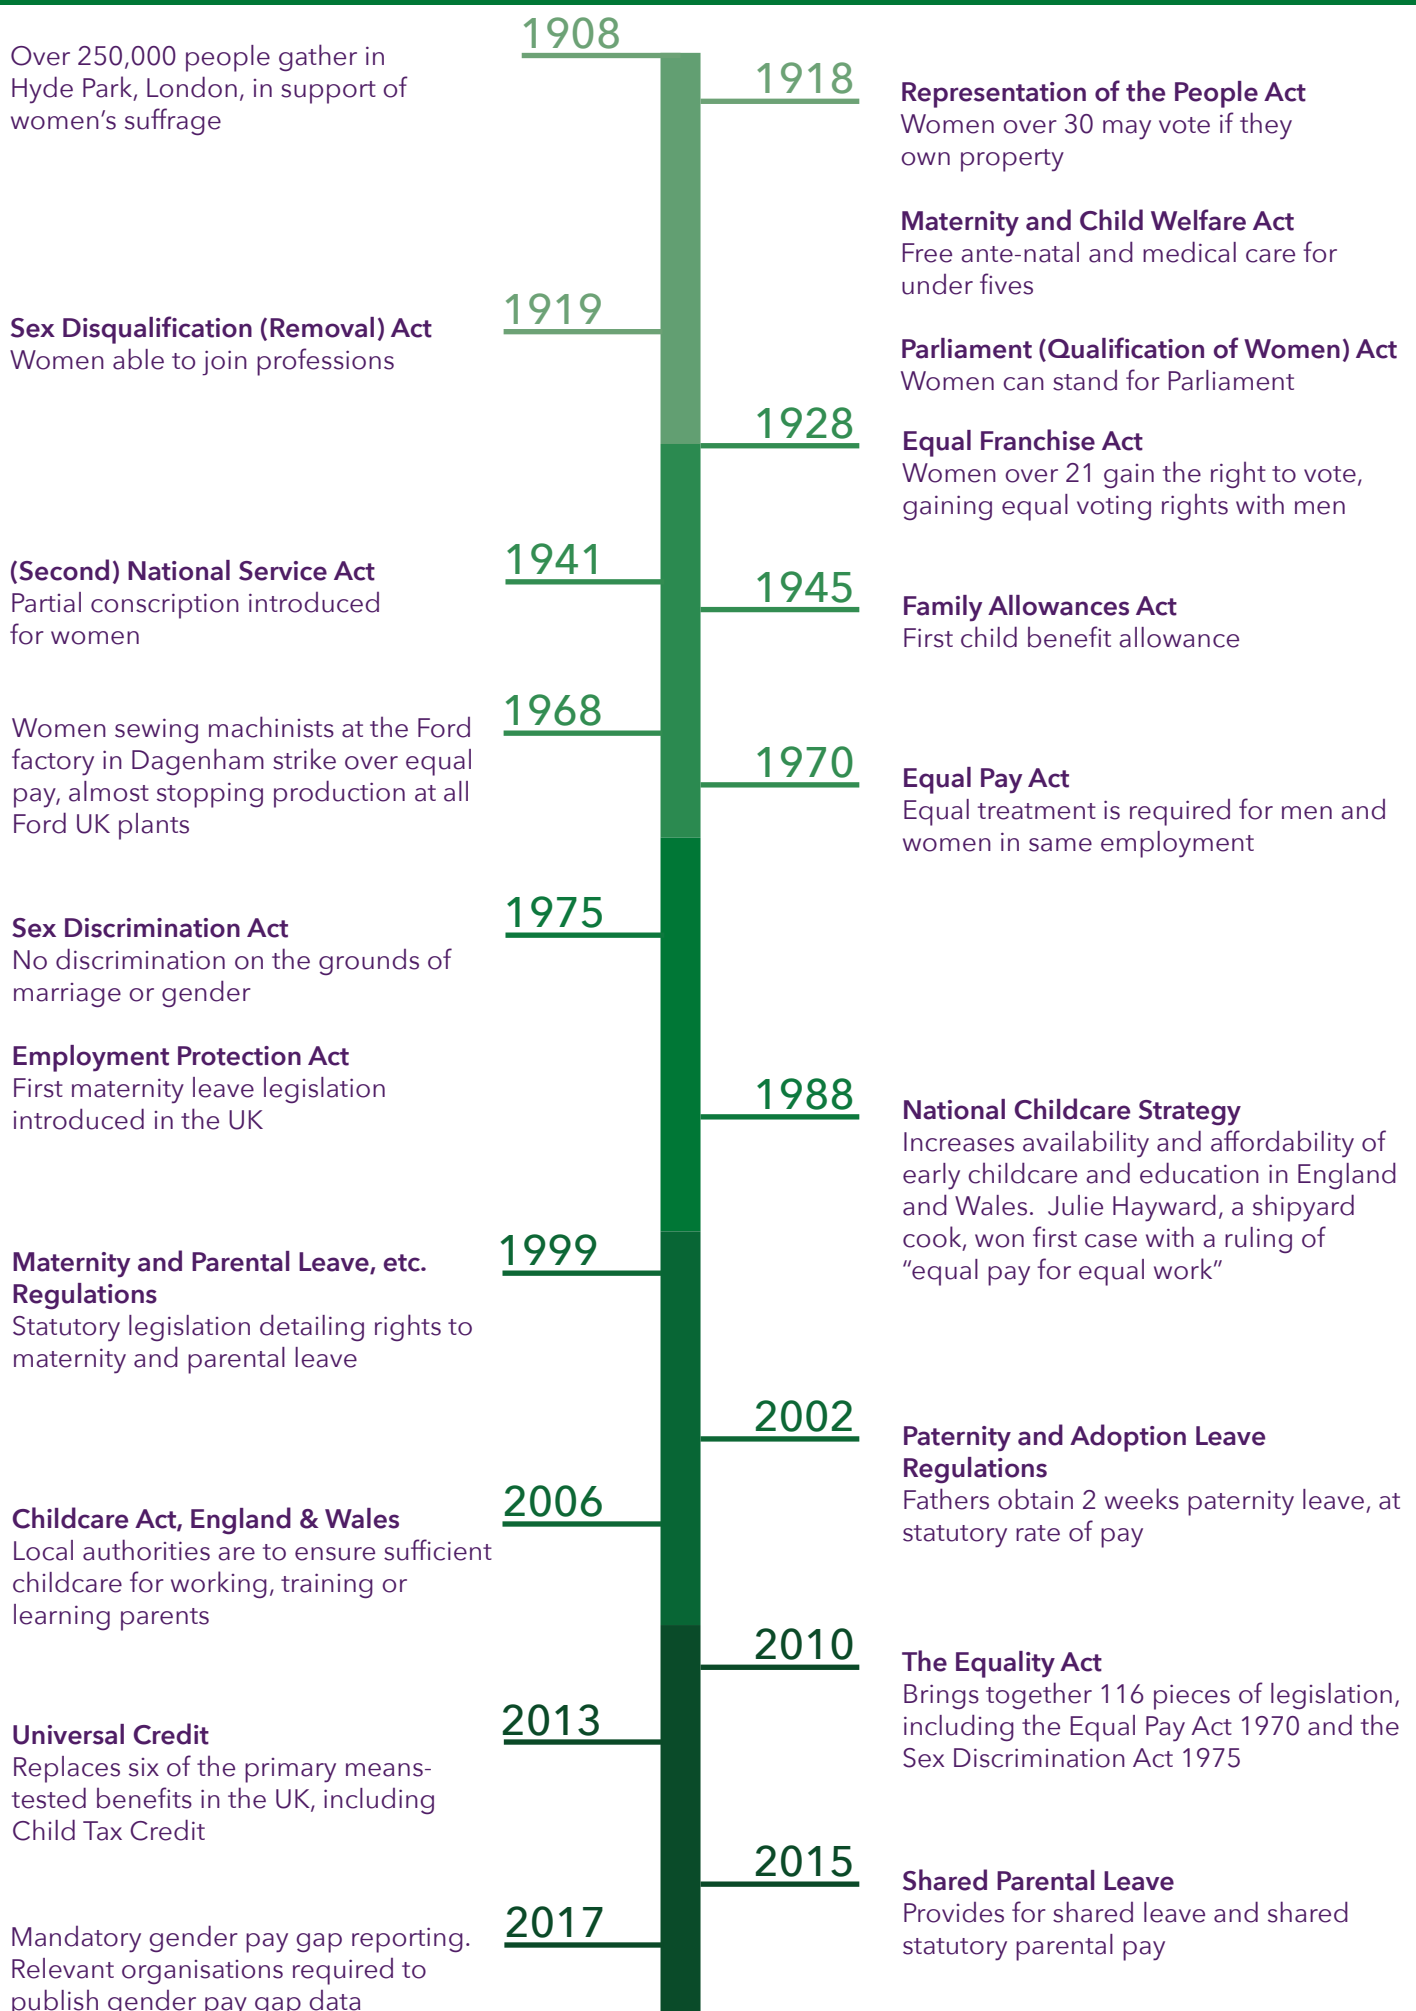 1908
Over 250,000 people gather in
Hyde Park, London, in support of
women's suffrage
1918
Representation of the People Act
Women over 30 may vote if they
own property
Maternity and Child Welfare Act
Free ante-natal and medical care for
under fives
Parliament (Qualification of Women) Act
Women can stand for Parliament
1919
Sex Disqualification (Removal) Act
Women able to join professions
1928
Equal Franchise Act
Women over 21 gain the right to vote,
gaining equal voting rights with men
1941
(Second) National Service Act
Partial conscription introduced
for women
1945
Family Allowances Act
First child benefit allowance
1968
Women sewing machinists at the Ford
factory in Dagenham strike over equal
pay, almost stopping production at all
Ford UK plants
1970
Equal Pay Act
Equal treatment is required for men and
women in same employment
1975
Sex Discrimination Act
No discrimination on the grounds of
marriage or gender
Employment Protection Act
First maternity leave legislation
introduced in the UK
1988
National Childcare Strategy
Increases availability and affordability of
early childcare and education in England
and Wales.  Julie Hayward, a shipyard
cook, won first case with a ruling of
“equal pay for equal work”
1999
Maternity and Parental Leave, etc.
Regulations
Statutory legislation detailing rights to
maternity and parental leave
2002
Paternity and Adoption Leave
Regulations
Fathers obtain 2 weeks paternity leave, at
statutory rate of pay
2006
Childcare Act, England & Wales
Local authorities are to ensure sufficient
childcare for working, training or
learning parents
2010
The Equality Act
Brings together 116 pieces of legislation,
including the Equal Pay Act 1970 and the
Sex Discrimination Act 1975
2013
Universal Credit
Replaces six of the primary means-
tested benefits in the UK, including
Child Tax Credit
2015
Shared Parental Leave
Provides for shared leave and shared
statutory parental pay
2017
Mandatory gender pay gap reporting.
Relevant organisations required to
publish gender pay gap data